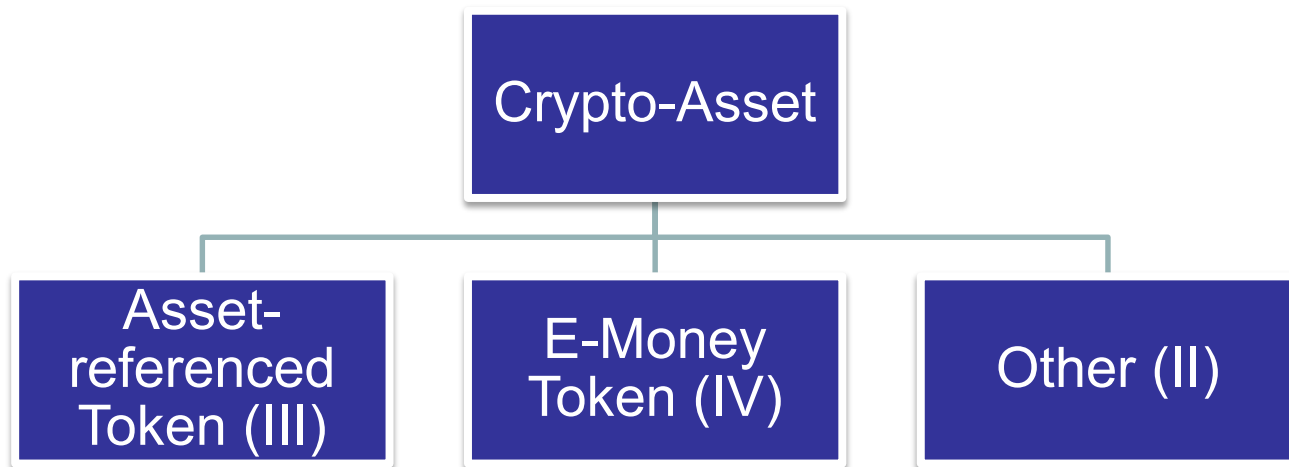 Crypto-Asset
Asset-
referenced
Token (III)
E-Money
Token (IV)
Other (II)